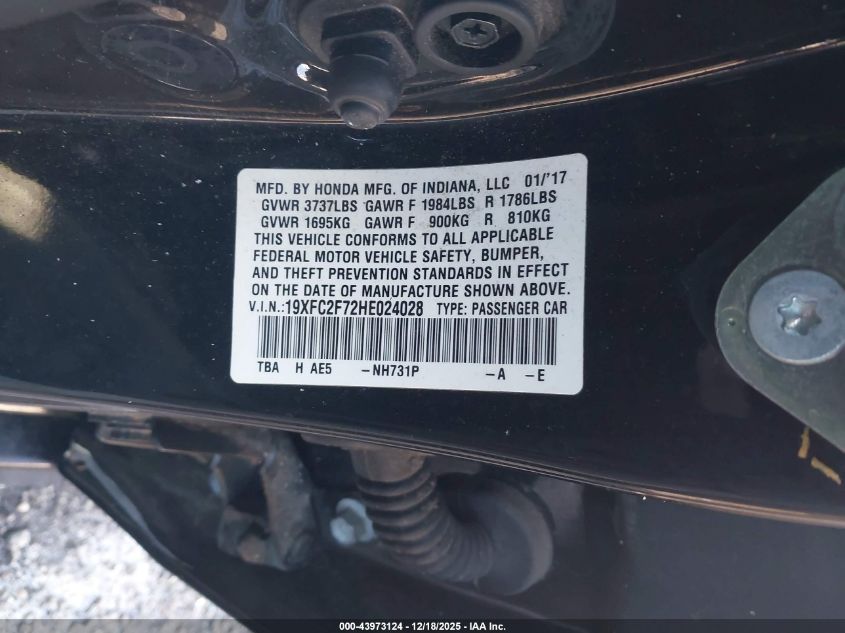 MFD. BY HONDA MFG. OF INDIANA, LLC 01/'17
GVWR 3737LBS GAWR F 1984LBS R 1786LBS
GVWR 1695KG GAWR F 900KG R 810KG
THIS VEHICLE CONFORMS TO ALL APPLICABLE
FEDERAL MOTOR VEHICLE SAFETY, BUMPER,
AND THEFT PREVENTION STANDARDS IN EFFECT
ON THE DATE OF MANUFACTURE SHOWN ABOVE.
V.I.N.:19XFC2F72HE024028 TYPE: PASSENGER CAR
TBA H AE5 -NH731P -A -E
000-43973124 - 12/18/2025 - IAA Inc.